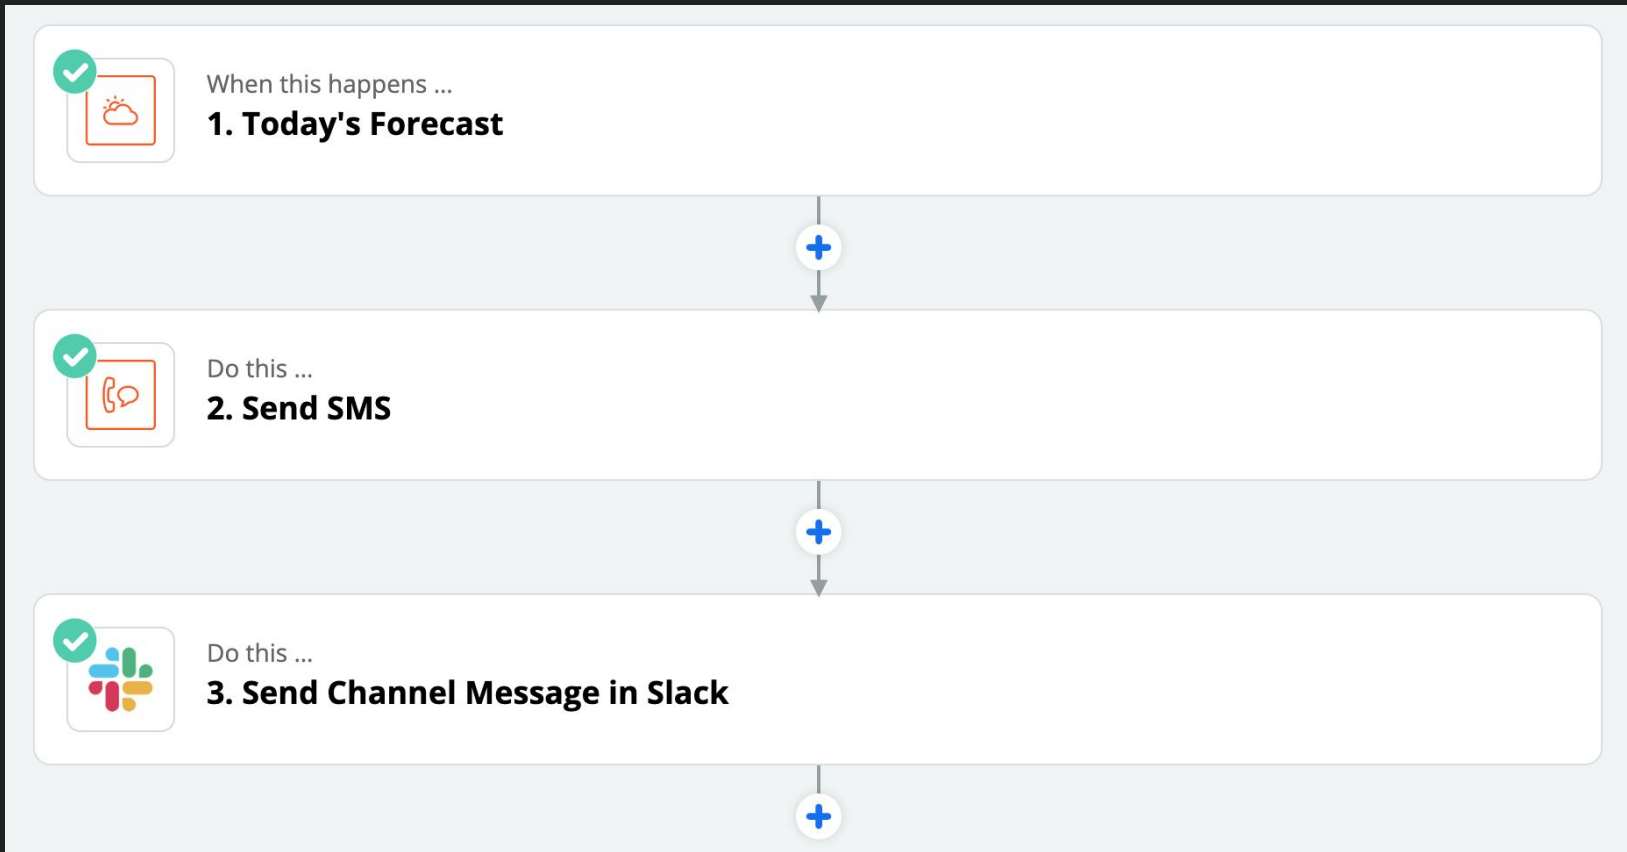 When this happens ...
1. Today's Forecast
Do this ...
2. Send SMS
Do this ...
3. Send Channel Message in Slack